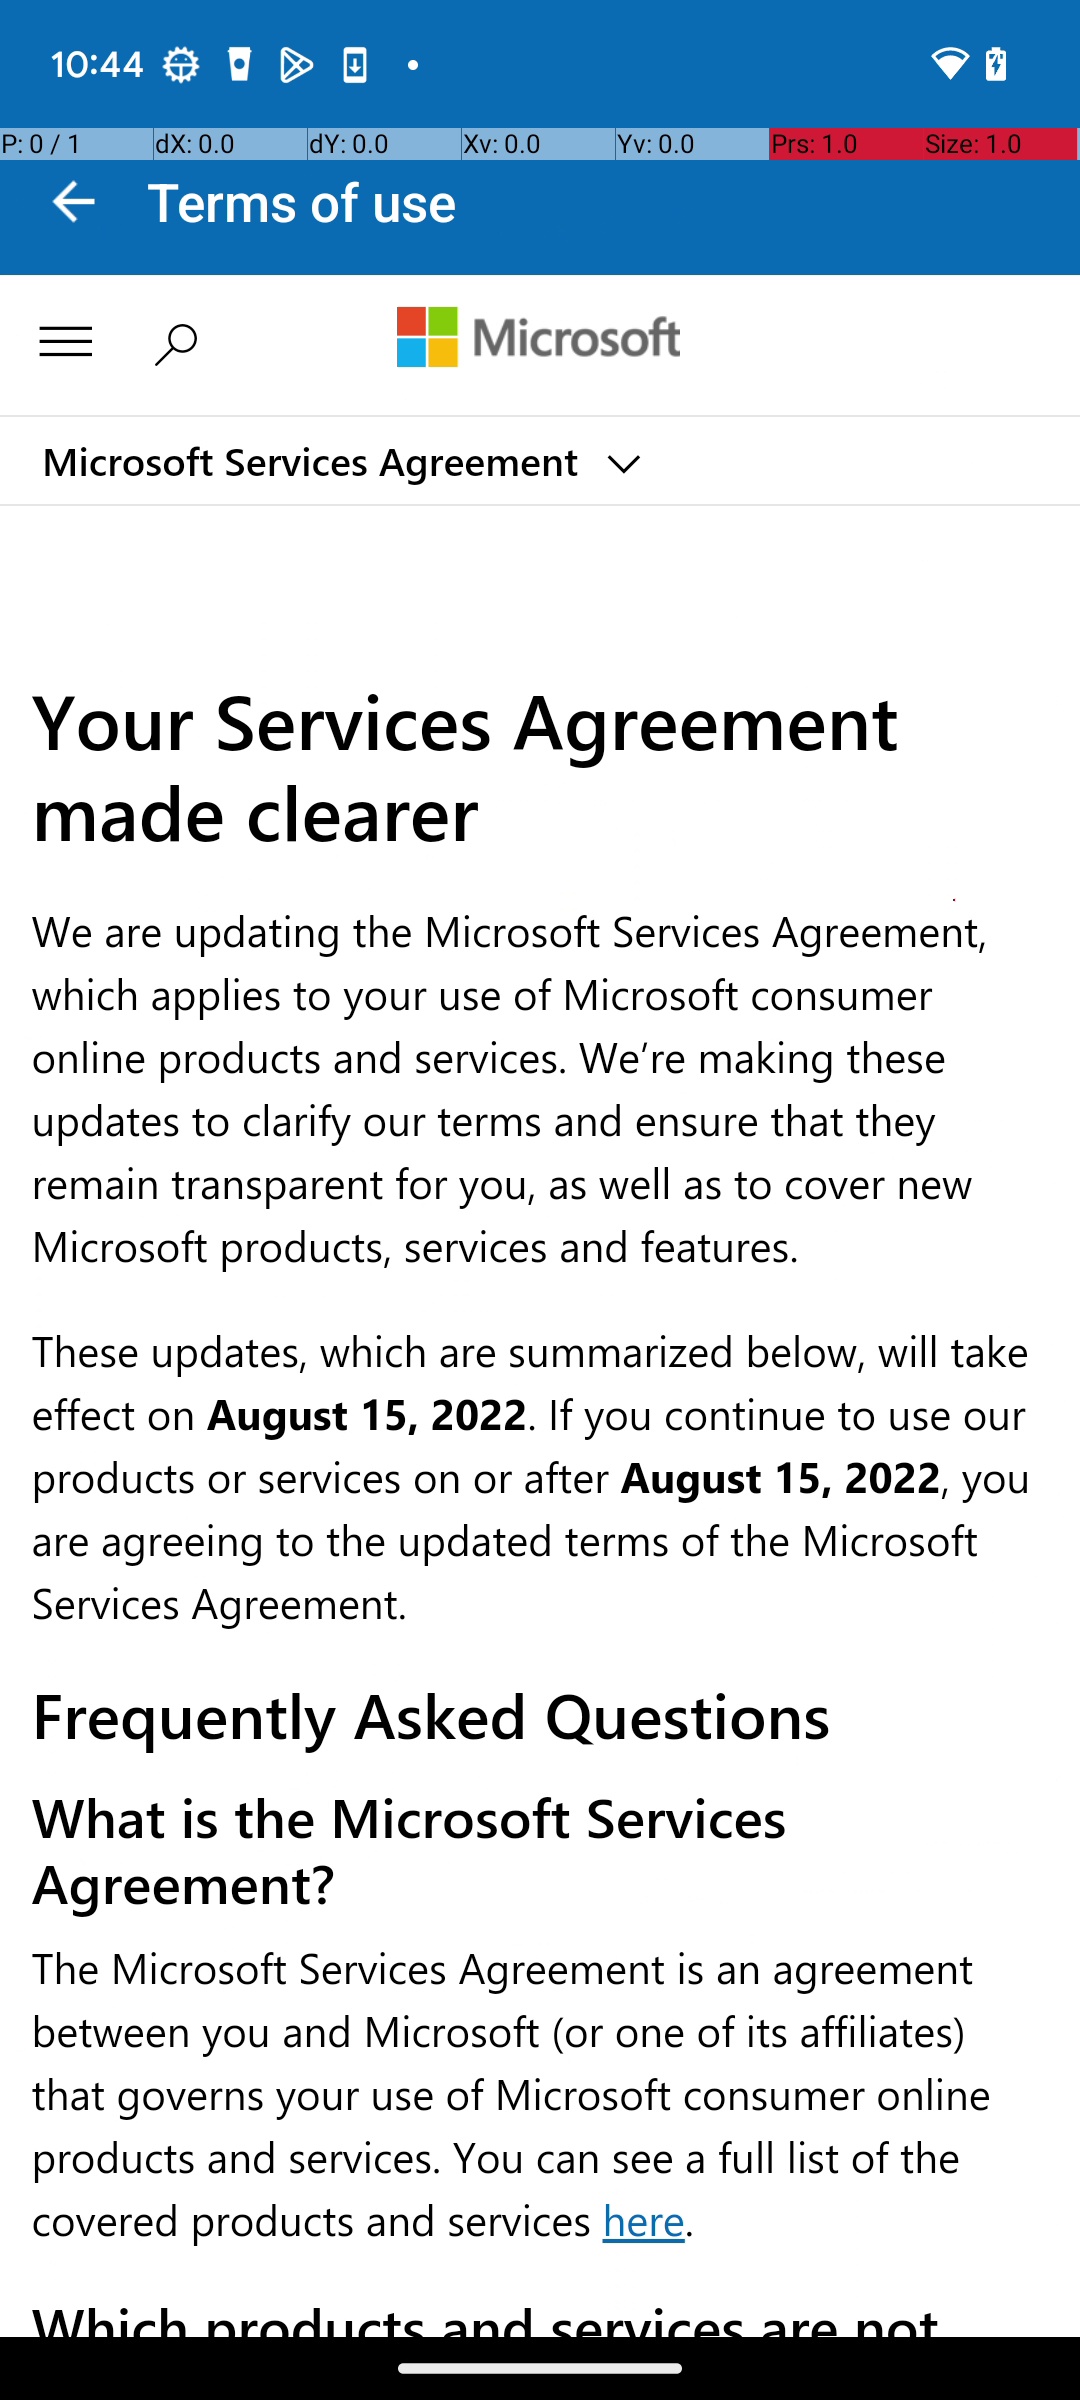 10:44
P: 0 / 1 dX: 0.0 dY: 0.0 Xv: 0.0 Yv: 0.0 Prs: 1.0 Size: 1.0
Terms of use
Microsoft
Microsoft Services Agreement
Your Services Agreement
made clearer
We are updating the Microsoft Services Agreement,
which applies to your use of Microsoft consumer
online products and services. We’re making these
updates to clarify our terms and ensure that they
remain transparent for you, as well as to cover new
Microsoft products, services and features.
These updates, which are summarized below, will take
effect on August 15, 2022. If you continue to use our
products or services on or after August 15, 2022, you
are agreeing to the updated terms of the Microsoft
Services Agreement.
Frequently Asked Questions
What is the Microsoft Services
Agreement?
The Microsoft Services Agreement is an agreement
between you and Microsoft (or one of its affiliates)
that governs your use of Microsoft consumer online
products and services. You can see a full list of the
covered products and services here.
Which products and services are not